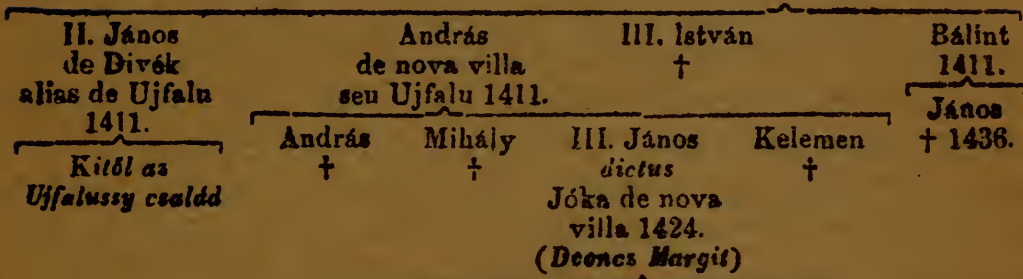 II. János
de Divék
alias de Ujfalu
1411.
Kitől az
Ujfalussy család
András
de nova villa
seu Ujfalu 1411.
András
†
Mihály
†
III. János
dictus
Jóka de nova
villa 1424.
(Deoncz Margit)
Kelemen
†
III. István
†
Bálint
1411.
János
† 1436.